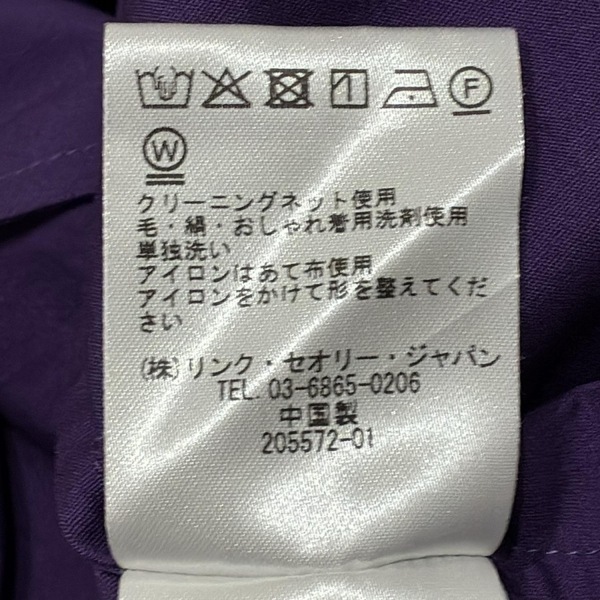 F
W
クリーニングネット使用
毛・絹・おしゃれ着用洗剤使用
単独洗い
アイロンはあて布使用
アイロンをかけて形を整えてくだ
さい
(株)リンク・セオリー・ジャパン
TEL. 03-6865-0206
中国製
205572-01